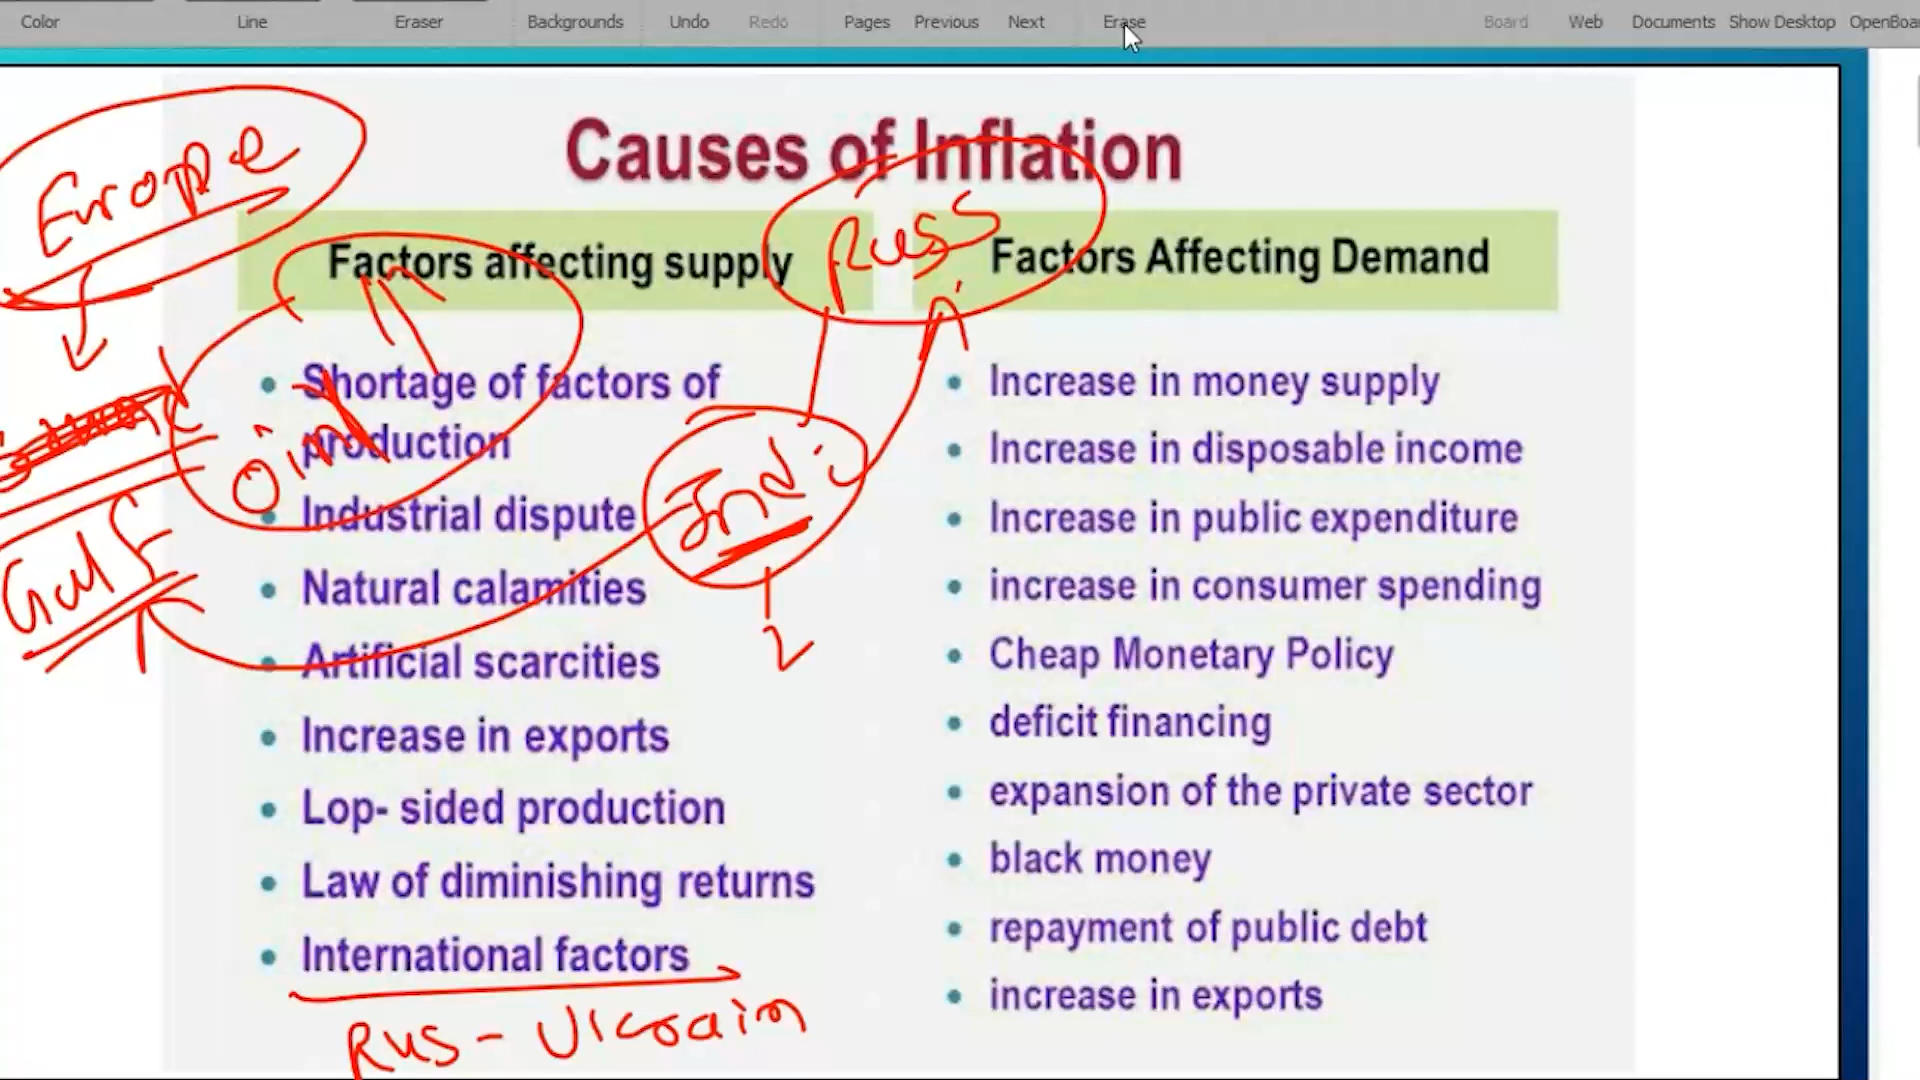 Color Line Eraser Backgrounds Undo Redo Pages Previous Next Erase Board Web Documents Show Desktop OpenBoar
Causes of Inflation
Europe
Russ
Factors affecting supply
Shortage of factors of
production
Industrial dispute
Natural calamities
Artificial scarcities
Increase in exports
Lop- sided production
Law of diminishing returns
International factors
Rus - Ukrain
Gulf
Indi
Factors Affecting Demand
Increase in money supply
Increase in disposable income
Increase in public expenditure
increase in consumer spending
Cheap Monetary Policy
deficit financing
expansion of the private sector
black money
repayment of public debt
increase in exports